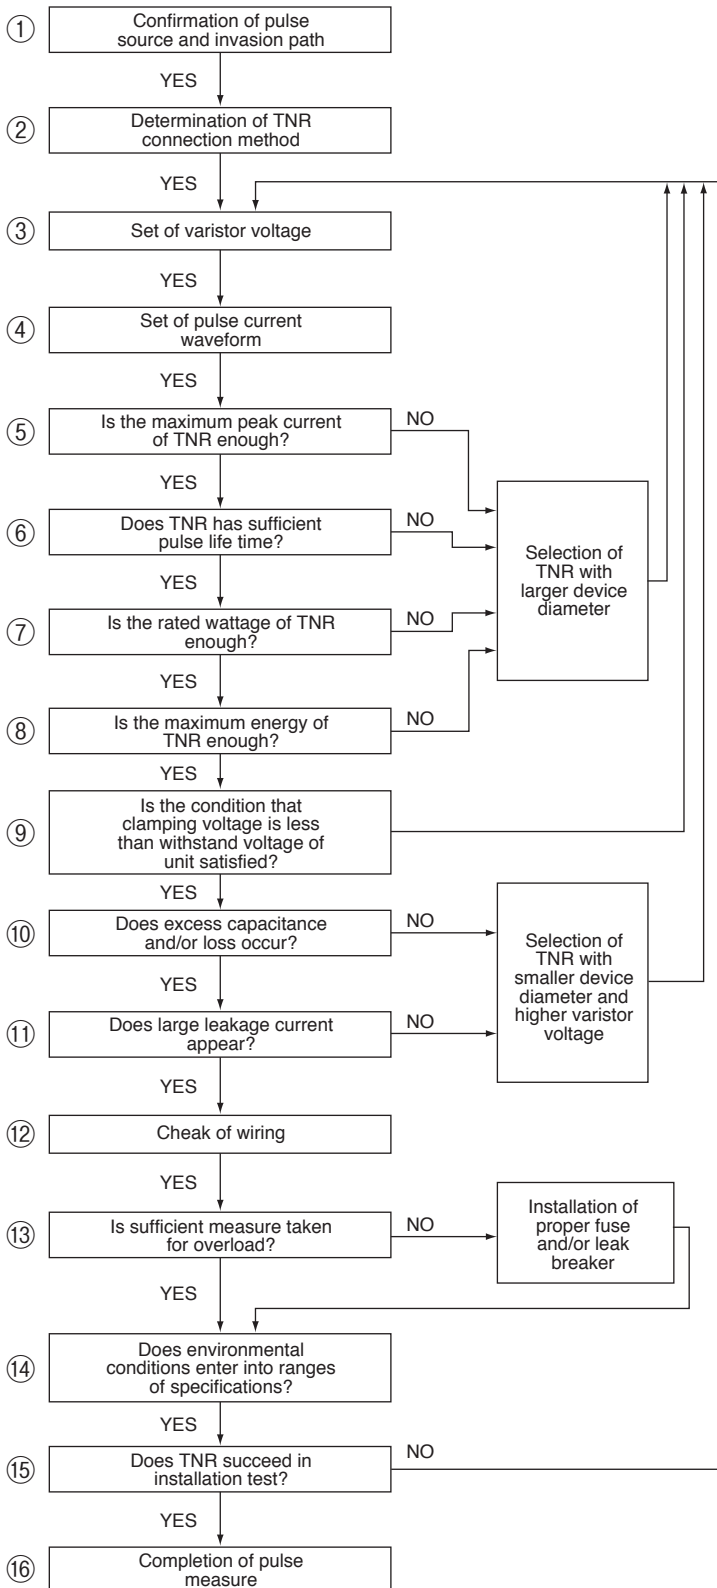 ①
Confirmation of pulse
source and invasion path
YES
②
Determination of TNR
connection method
YES
③
Set of varistor voltage
YES
④
Set of pulse current
waveform
YES
⑤
Is the maximum peak current
of TNR enough?
NO
YES
⑥
Does TNR has sufficient
pulse life time?
NO
Selection of
TNR with
larger device
diameter
YES
⑦
Is the rated wattage of TNR
enough?
NO
YES
⑧
Is the maximum energy of
TNR enough?
NO
YES
⑨
Is the condition that
clamping voltage is less
than withstand voltage of
unit satisfied?
YES
⑩
Does excess capacitance
and/or loss occur?
NO
Selection of
TNR with
smaller device
diameter and
higher varistor
voltage
YES
⑪
Does large leakage current
appear?
NO
YES
⑫
Cheak of wiring
YES
⑬
Is sufficient measure taken
for overload?
NO
Installation of
proper fuse
and/or leak
breaker
YES
⑭
Does environmental
conditions enter into ranges
of specifications?
YES
⑮
Does TNR succeed in
installation test?
NO
YES
⑯
Completion of pulse
measure